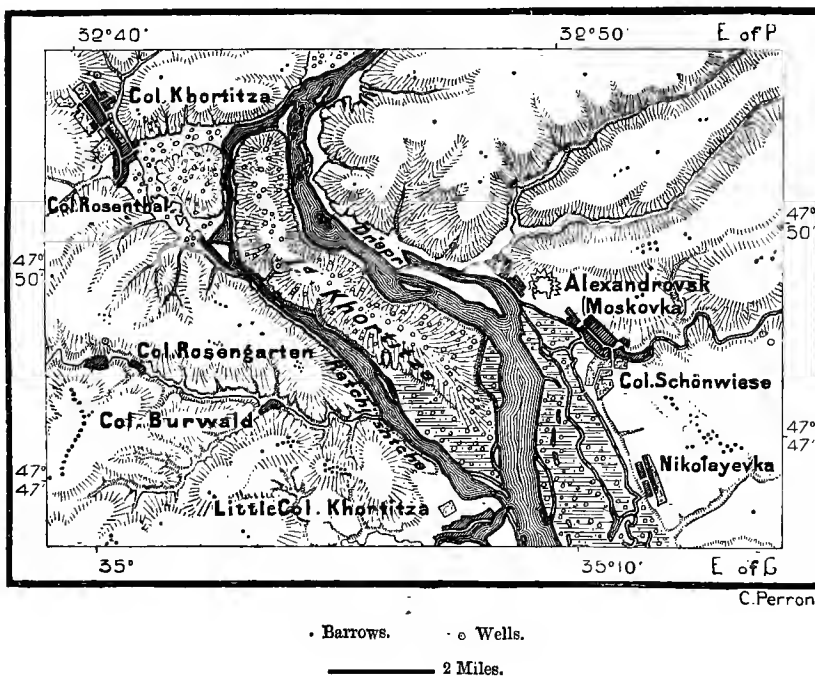 32°40' 32°50' E of P
Col. Khortitza
Col. Rosenthal
47°
50'
47°
50'
Dnepr
Alexandrovsk
(Moskovka)
Khortitza
Col. Rosengarten
Col. Schönwiese
Col. Burwald
47°
47'
Nikolayevka
47°
47'
Little Col. Khortitza
35° 35°10' E of G
C. Perron
Barrows. Wells.
2 Miles.